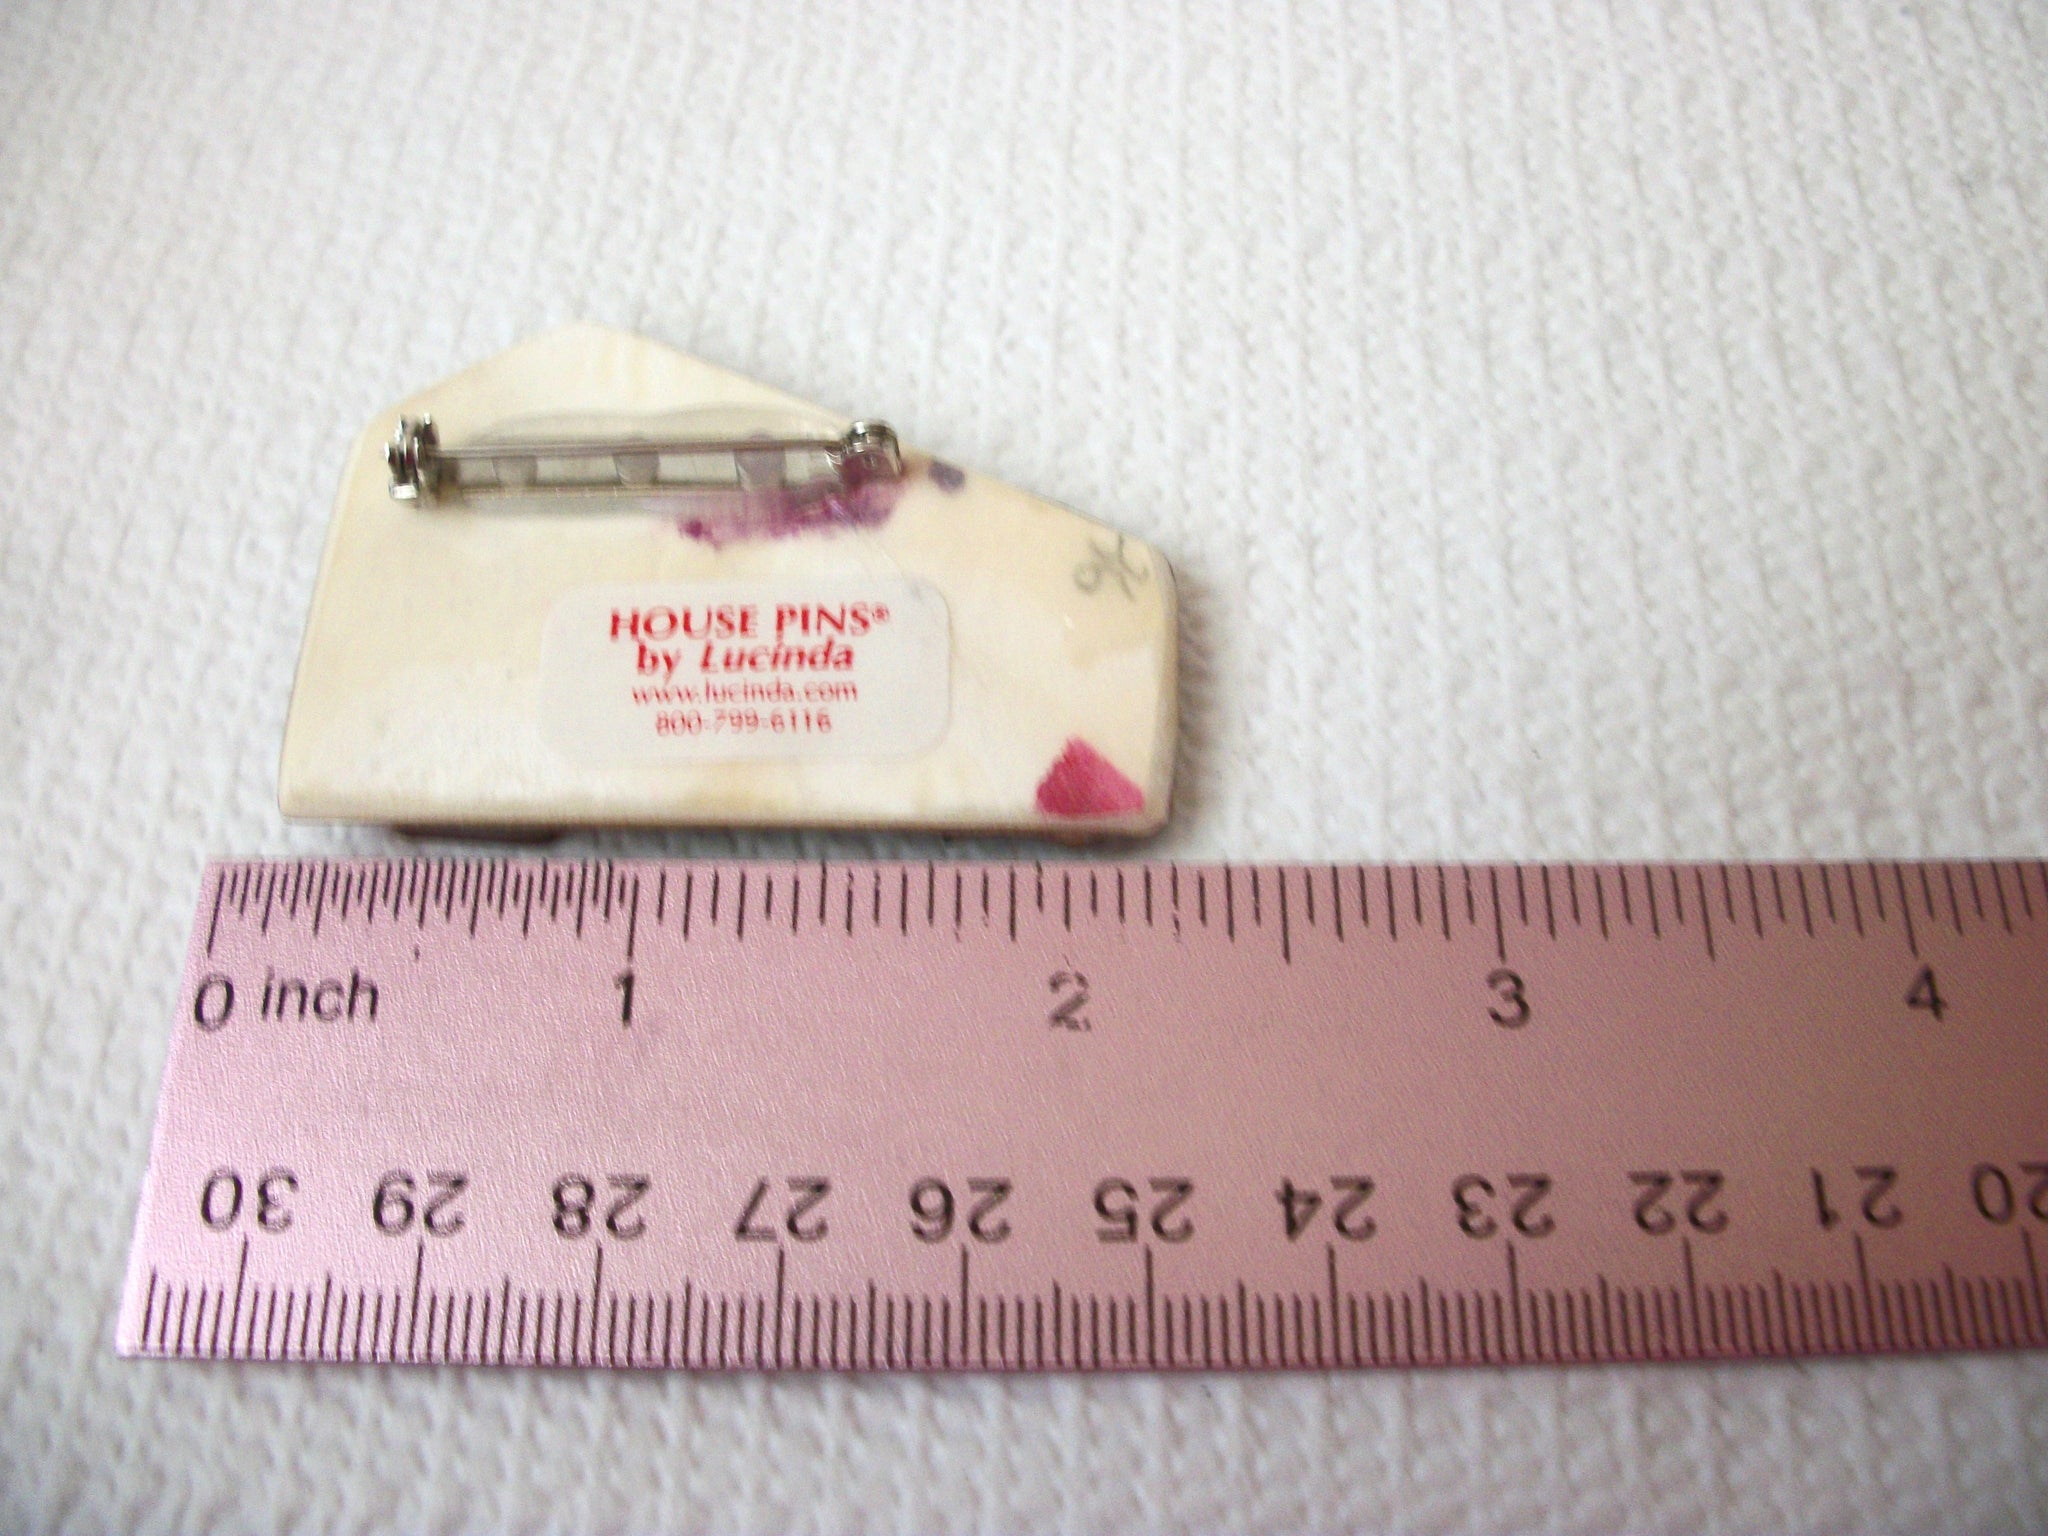 HOUSE PINS®
by Lucinda
www.lucinda.com
800-799-6116
0 inch 1 2 3 4
30 29 28 27 26 25 24 23 22 21 20